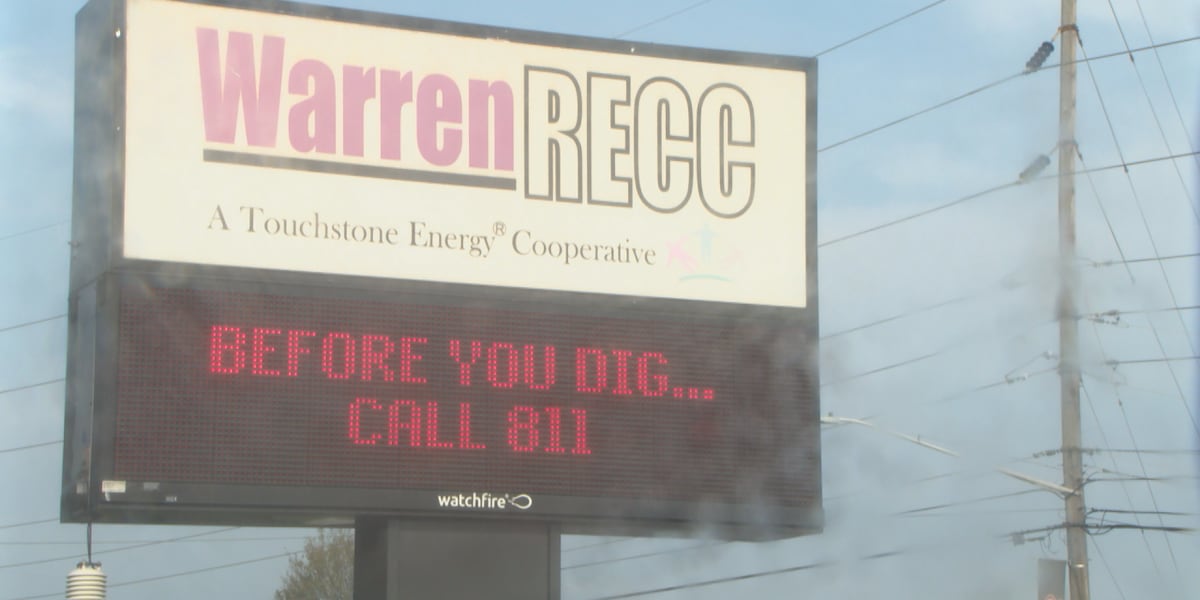 Warren RECC
A Touchstone Energy® Cooperative
BEFORE YOU DIG...
CALL 811
watchfire